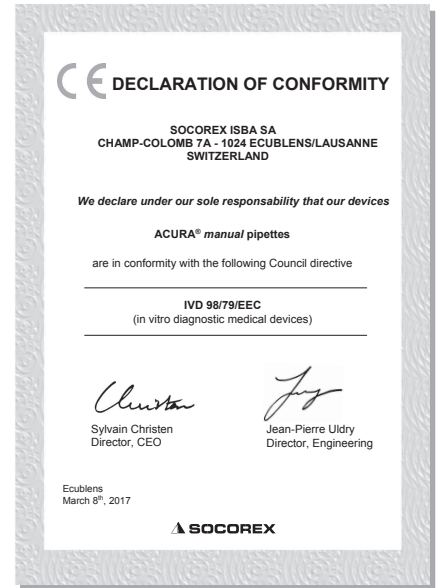 CE DECLARATION OF CONFORMITY
SOCOREX ISBA SA
CHAMP-COLOMB 7A - 1024 ECUBLENS/LAUSANNE
SWITZERLAND
We declare under our sole responsability that our devices
ACURA® manual pipettes
are in conformity with the following Council directive
IVD 98/79/EEC
(in vitro diagnostic medical devices)
Sylvain Christen
Director, CEO
Jean-Pierre Uldry
Director, Engineering
Ecublens
March 8th, 2017
SOCOREX